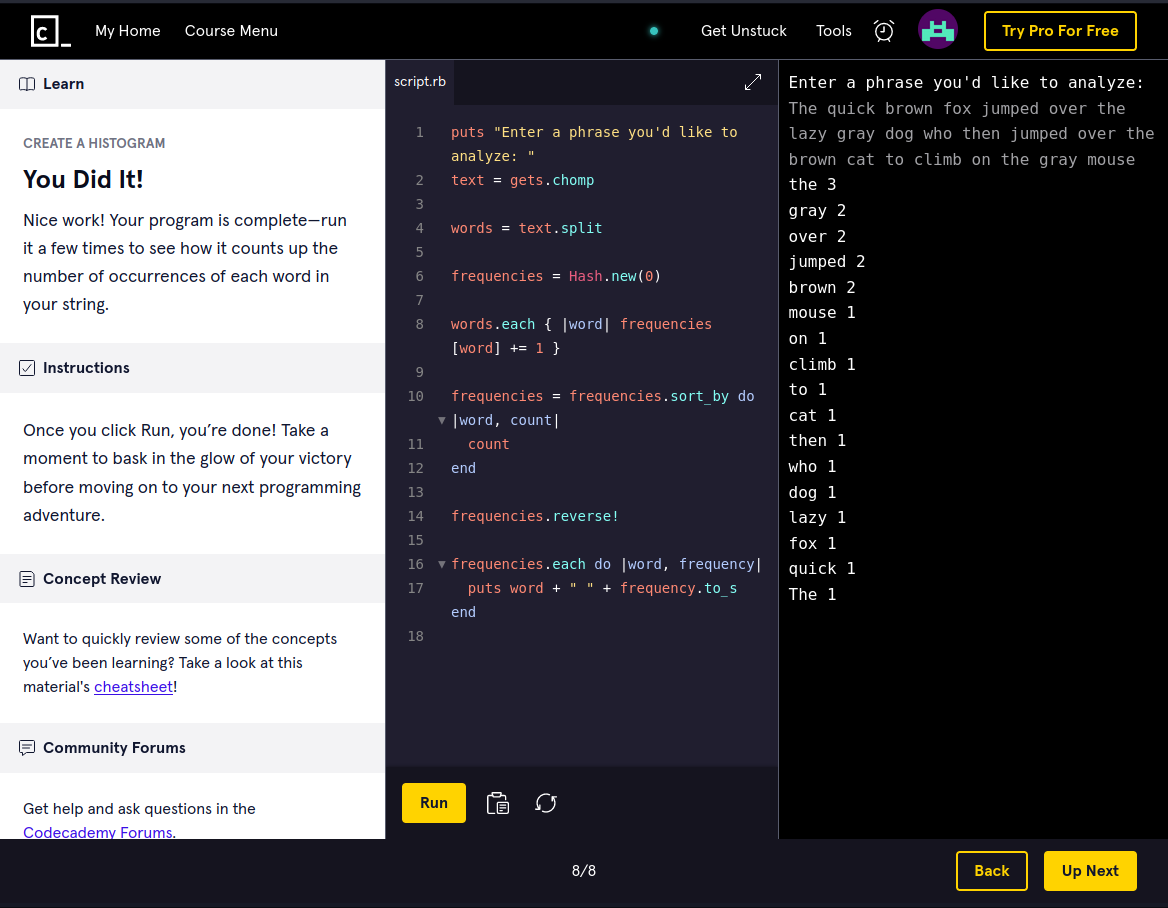 C_ My Home Course Menu Get Unstuck Tools Try Pro For Free
Learn
CREATE A HISTOGRAM
You Did It!
Nice work! Your program is complete—run
it a few times to see how it counts up the
number of occurrences of each word in
your string.
Instructions
Once you click Run, you’re done! Take a
moment to bask in the glow of your victory
before moving on to your next programming
adventure.
Concept Review
Want to quickly review some of the concepts
you’ve been learning? Take a look at this
material's cheatsheet!
Community Forums
Get help and ask questions in the
Codecademy Forums.
script.rb
1 puts "Enter a phrase you'd like to
analyze: "
2 text = gets.chomp
3
4 words = text.split
5
6 frequencies = Hash.new(0)
7
8 words.each { |word| frequencies
[word] += 1 }
9
10 frequencies = frequencies.sort_by do
|word, count|
11 count
12 end
13
14 frequencies.reverse!
15
16 frequencies.each do |word, frequency|
17 puts word + " " + frequency.to_s
end
18
Run
Enter a phrase you'd like to analyze:
The quick brown fox jumped over the
lazy gray dog who then jumped over the
brown cat to climb on the gray mouse
the 3
gray 2
over 2
jumped 2
brown 2
mouse 1
on 1
climb 1
to 1
cat 1
then 1
who 1
dog 1
lazy 1
fox 1
quick 1
The 1
8/8
Back Up Next